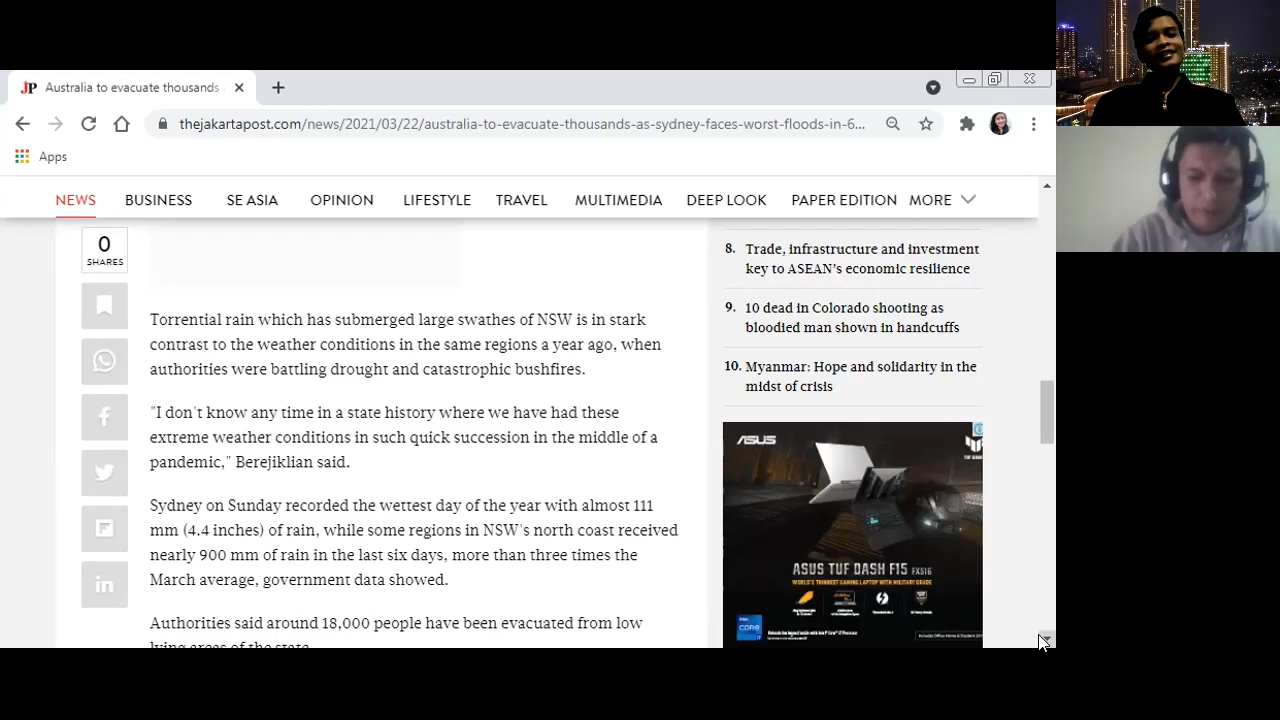 JP Australia to evacuate thousands
thejakartapost.com/news/2021/03/22/australia-to-evacuate-thousands-as-sydney-faces-worst-floods-in-6...
Apps
NEWS BUSINESS SE ASIA OPINION LIFESTYLE TRAVEL MULTIMEDIA DEEP LOOK PAPER EDITION MORE
0
SHARES
Torrential rain which has submerged large swathes of NSW is in stark
contrast to the weather conditions in the same regions a year ago, when
authorities were battling drought and catastrophic bushfires.
"I don't know any time in a state history where we have had these
extreme weather conditions in such quick succession in the middle of a
pandemic," Berejiklian said.
Sydney on Sunday recorded the wettest day of the year with almost 111
mm (4.4 inches) of rain, while some regions in NSW's north coast received
nearly 900 mm of rain in the last six days, more than three times the
March average, government data showed.
Authorities said around 18,000 people have been evacuated from low
lying areas of the state.
8. Trade, infrastructure and investment
key to ASEAN's economic resilience
9. 10 dead in Colorado shooting as
bloodied man shown in handcuffs
10. Myanmar: Hope and solidarity in the
midst of crisis
ASUS
ASUS TUF DASH F15 FX516
WORLD'S THINNEST GAMING LAPTOP WITH MILITARY GRADE
intel
CORE
i7